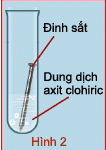 Đinh sắt
Dung dịch
axit clohiric
Hình 2